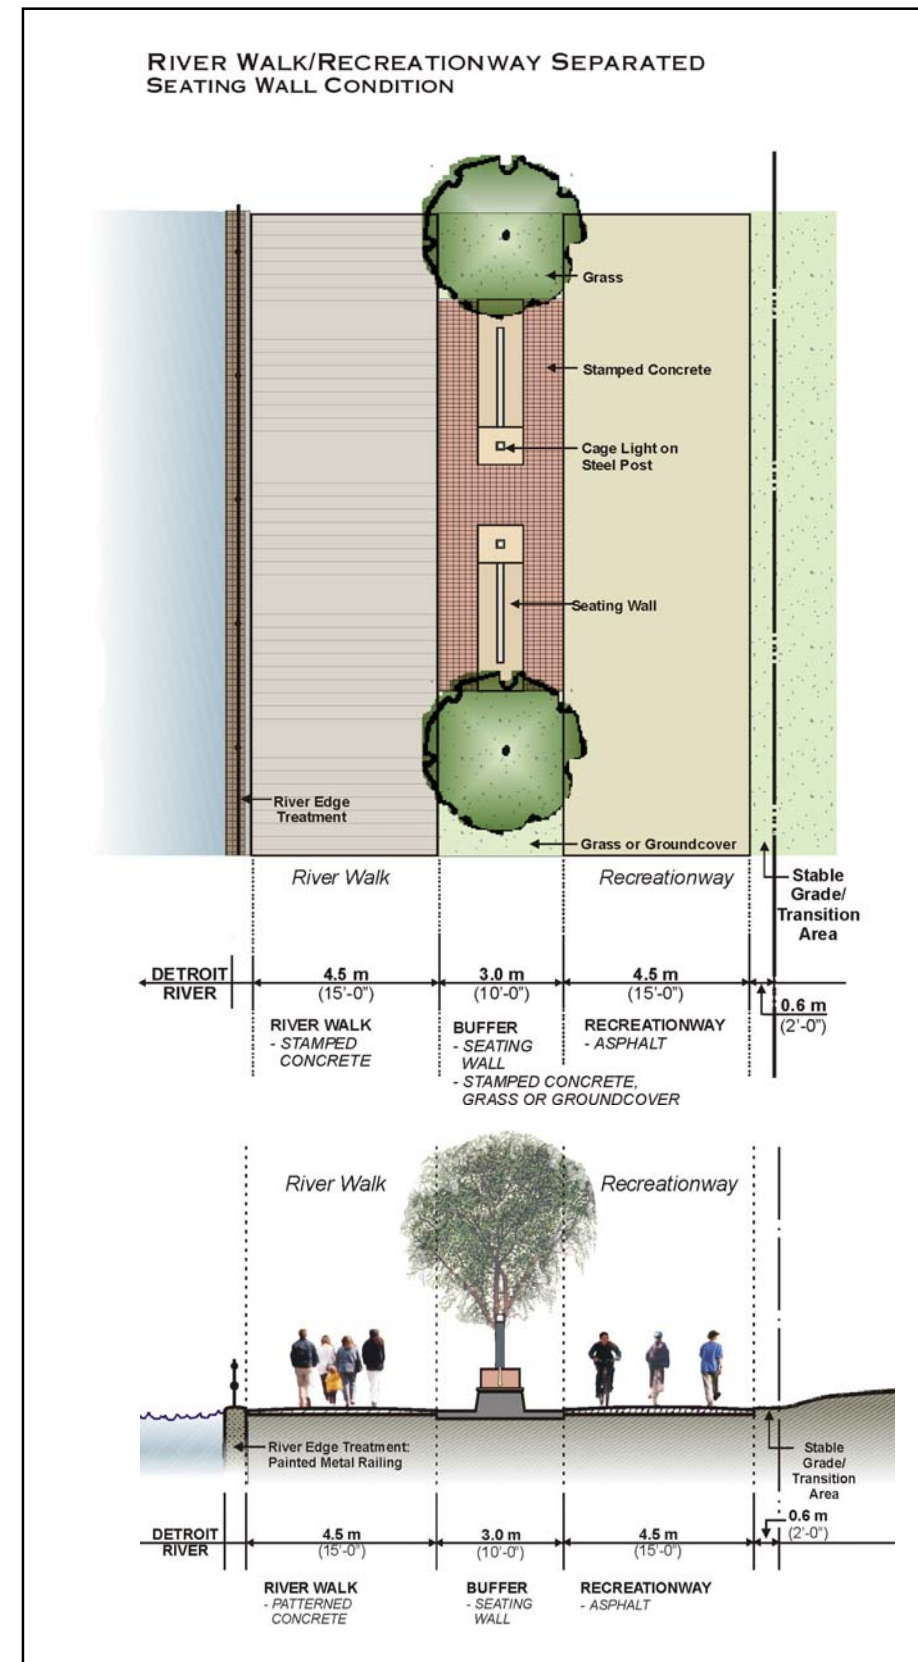 RIVER WALK/RECREATIONWAY SEPARATED
SEATING WALL CONDITION
Grass
Stamped Concrete
Cage Light on
Steel Post
Seating Wall
River Edge
Treatment
Grass or Groundcover
River Walk
Recreationway
Stable
Grade/
Transition
Area
DETROIT
RIVER
4.5 m
(15'-0")
3.0 m
(10'-0")
4.5 m
(15'-0")
0.6 m
(2'-0")
RIVER WALK
- STAMPED
CONCRETE
BUFFER
- SEATING
WALL
- STAMPED CONCRETE,
GRASS OR GROUNDCOVER
RECREATIONWAY
- ASPHALT
River Walk
Recreationway
River Edge Treatment:
Painted Metal Railing
Stable
Grade/
Transition
Area
DETROIT
RIVER
4.5 m
(15'-0")
3.0 m
(10'-0")
4.5 m
(15'-0")
0.6 m
(2'-0")
RIVER WALK
- PATTERNED
CONCRETE
BUFFER
- SEATING
WALL
RECREATIONWAY
- ASPHALT